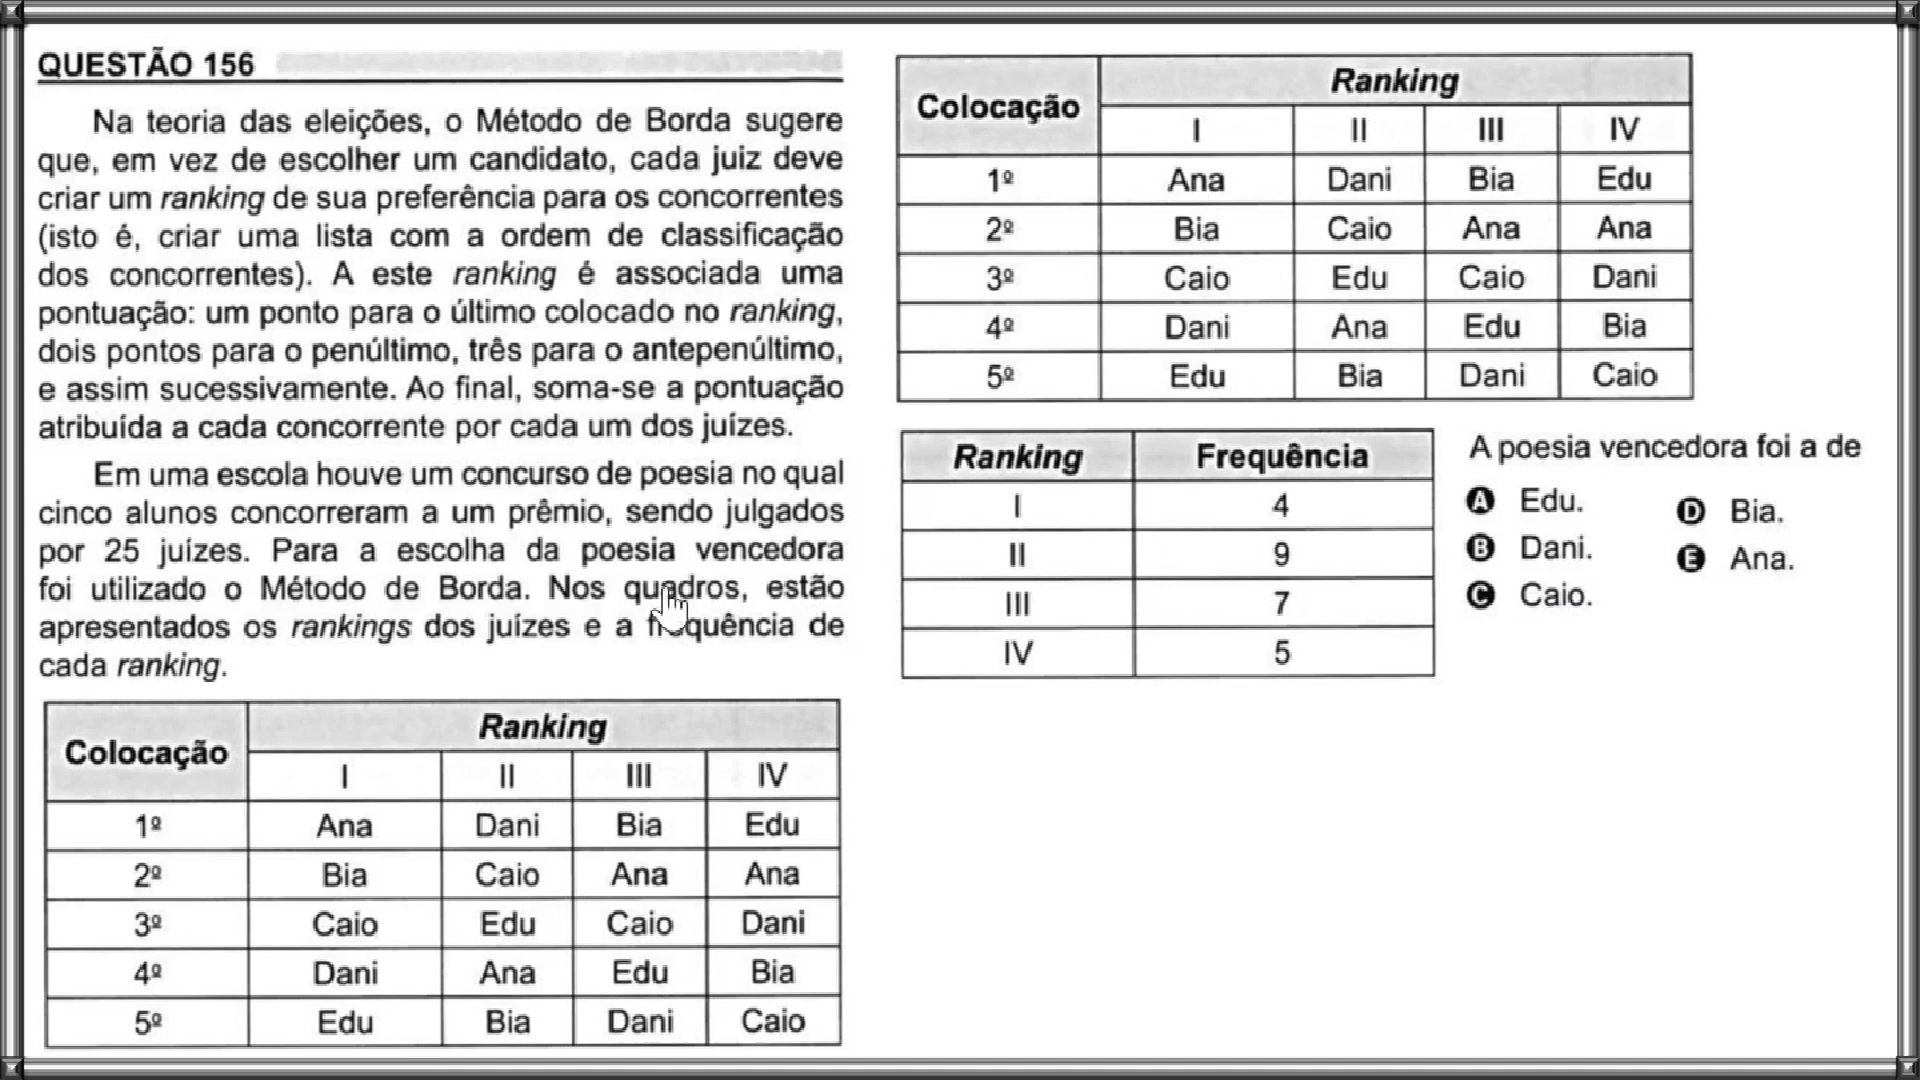 QUESTÃO 156
Na teoria das eleições, o Método de Borda sugere
que, em vez de escolher um candidato, cada juiz deve
criar um ranking de sua preferência para os concorrentes
(isto é, criar uma lista com a ordem de classificação
dos concorrentes). A este ranking é associada uma
pontuação: um ponto para o último colocado no ranking,
dois pontos para o penúltimo, três para o antepenúltimo,
e assim sucessivamente. Ao final, soma-se a pontuação
atribuída a cada concorrente por cada um dos juízes.
Em uma escola houve um concurso de poesia no qual
cinco alunos concorreram a um prêmio, sendo julgados
por 25 juízes. Para a escolha da poesia vencedora
foi utilizado o Método de Borda. Nos quadros, estão
apresentados os rankings dos juízes e a frequência de
cada ranking.
Colocação Ranking
I II III IV
1º Ana Dani Bia Edu
2º Bia Caio Ana Ana
3º Caio Edu Caio Dani
4º Dani Ana Edu Bia
5º Edu Bia Dani Caio
Colocação Ranking
I II III IV
1º Ana Dani Bia Edu
2º Bia Caio Ana Ana
3º Caio Edu Caio Dani
4º Dani Ana Edu Bia
5º Edu Bia Dani Caio
Ranking Frequência
I 4
II 9
III 7
IV 5
A poesia vencedora foi a de
A Edu.
B Dani.
C Caio.
D Bia.
E Ana.